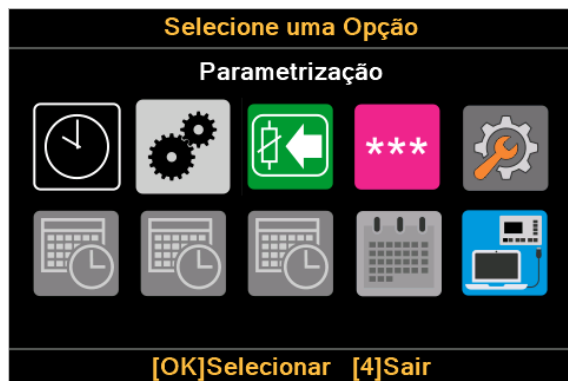 Selecione uma Opção
Parametrização
***
[OK]Selecionar [4]Sair